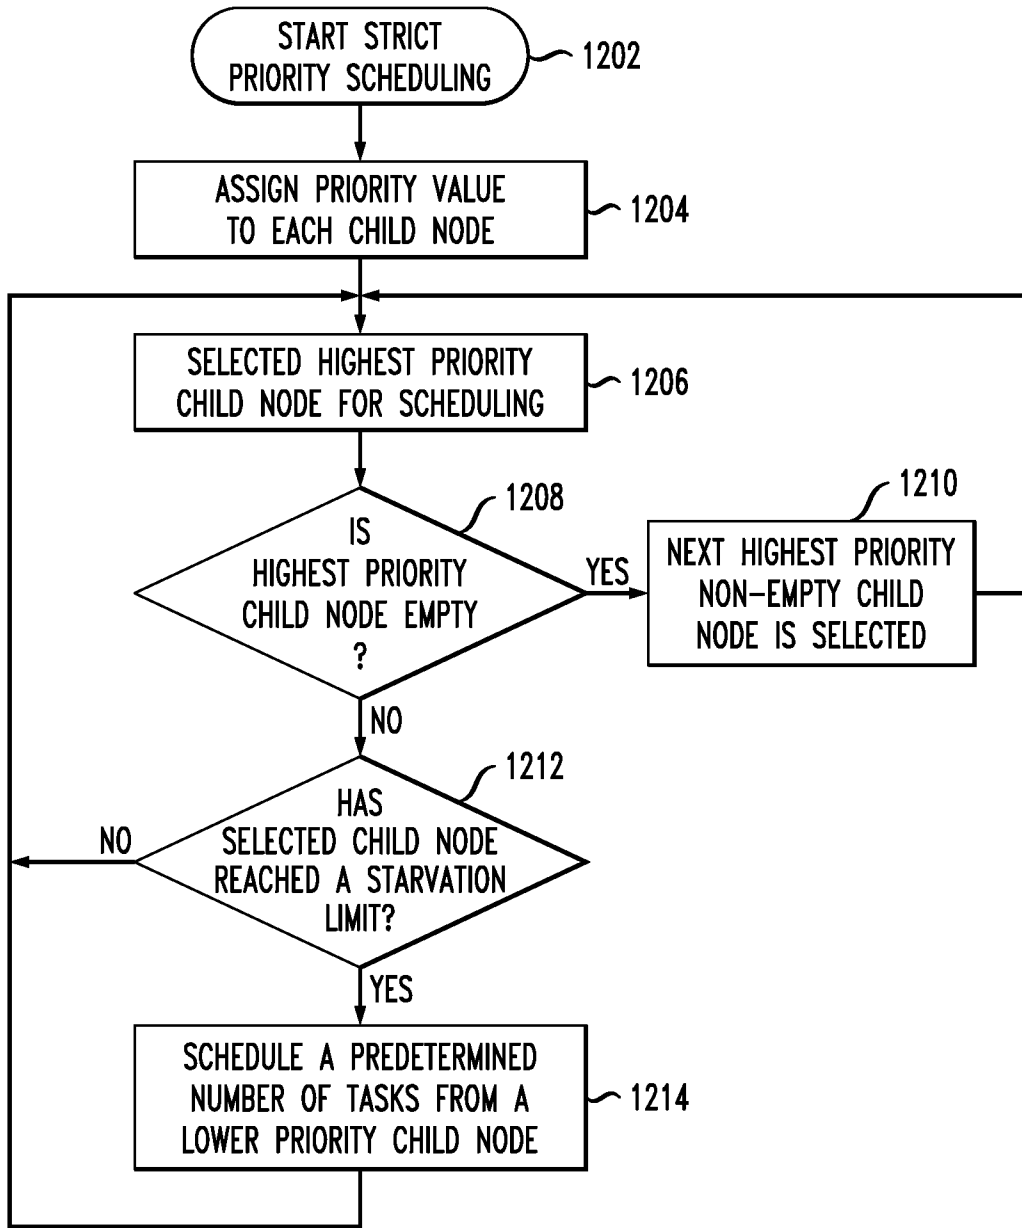 START STRICT
PRIORITY SCHEDULING
1202
ASSIGN PRIORITY VALUE
TO EACH CHILD NODE
1204
SELECTED HIGHEST PRIORITY
CHILD NODE FOR SCHEDULING
1206
IS
HIGHEST PRIORITY
CHILD NODE EMPTY
?
1208
YES
NEXT HIGHEST PRIORITY
NON-EMPTY CHILD
NODE IS SELECTED
1210
NO
HAS
SELECTED CHILD NODE
REACHED A STARVATION
LIMIT?
1212
NO
YES
SCHEDULE A PREDETERMINED
NUMBER OF TASKS FROM A
LOWER PRIORITY CHILD NODE
1214